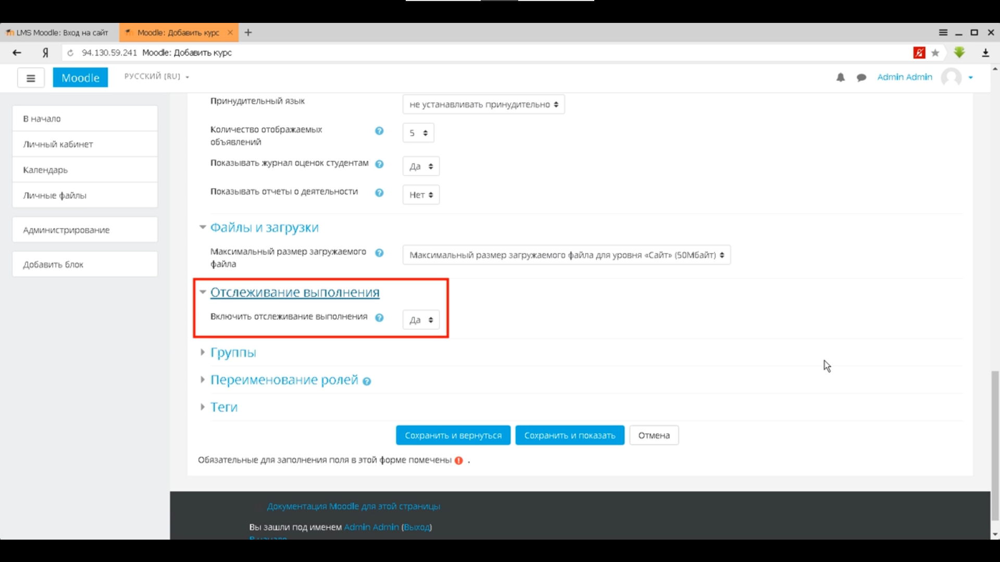 LMS Moodle: Вход на сайт
Moodle: Добавить курс
94.130.59.241 Moodle: Добавить курс
Moodle
РУССКИЙ [RU]
Admin Admin
В начало
Личный кабинет
Календарь
Личные файлы
Администрирование
Добавить блок
Принудительный язык
не устанавливать принудительно
Количество отображаемых
объявлений
5
Показывать журнал оценок студентам
Да
Показывать отчеты о деятельности
Нет
Файлы и загрузки
Максимальный размер загружаемого
файла
Максимальный размер загружаемого файла для уровня «Сайт» (50Мбайт)
Отслеживание выполнения
Включить отслеживание выполнения
Да
Группы
Переименование ролей
Теги
Сохранить и вернуться
Сохранить и показать
Отмена
Обязательные для заполнения поля в этой форме помечены .
Документация Moodle для этой страницы
Вы зашли под именем Admin Admin (Выход)
В начало